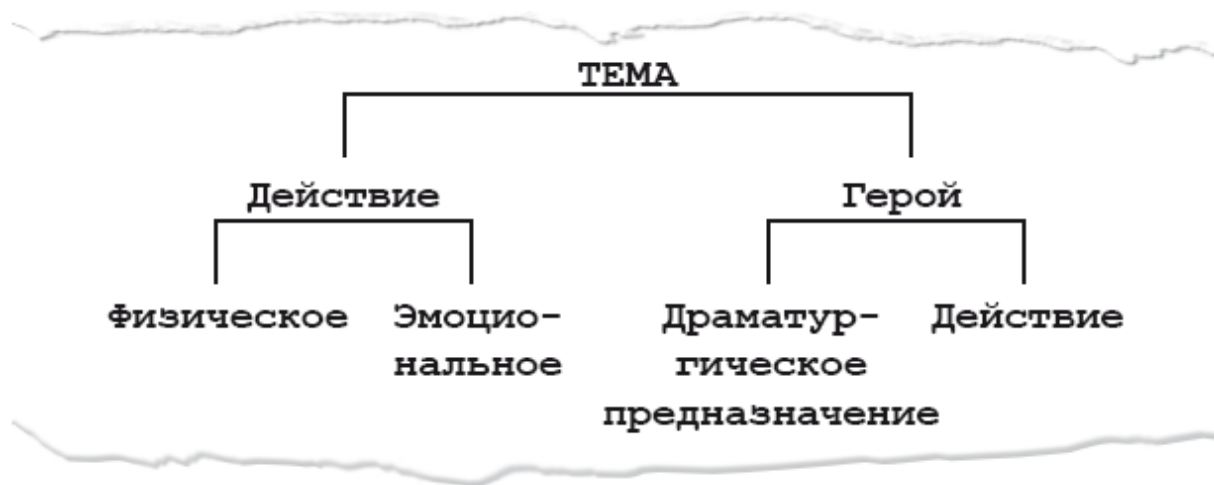 ТЕМА
Действие Герой
Физическое Эмоцио- Драматур- Действие
нальное гическое
предназначение